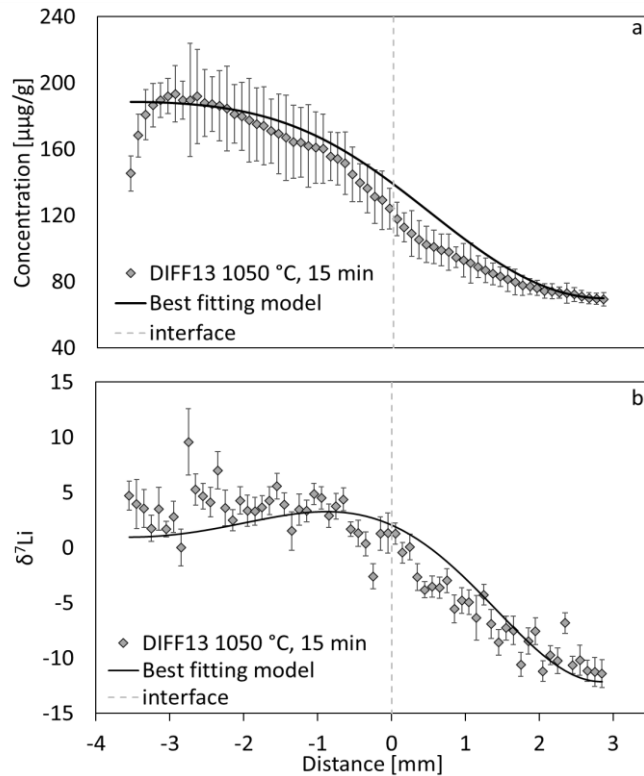 a
240
200
160
120
80
40
Concentration [µµg/g]
DIFF13 1050 °C, 15 min
Best fitting model
interface
b
15
10
5
0
-5
-10
-15
δ⁷Li
DIFF13 1050 °C, 15 min
Best fitting model
interface
-4 -3 -2 -1 0 1 2 3
Distance [mm]